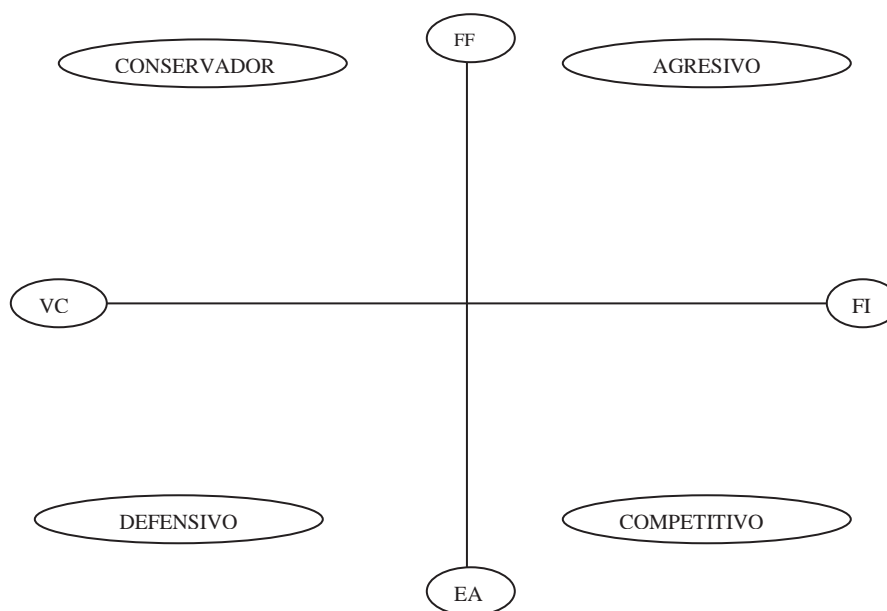 FF
CONSERVADOR
AGRESIVO
VC
FI
DEFENSIVO
COMPETITIVO
EA